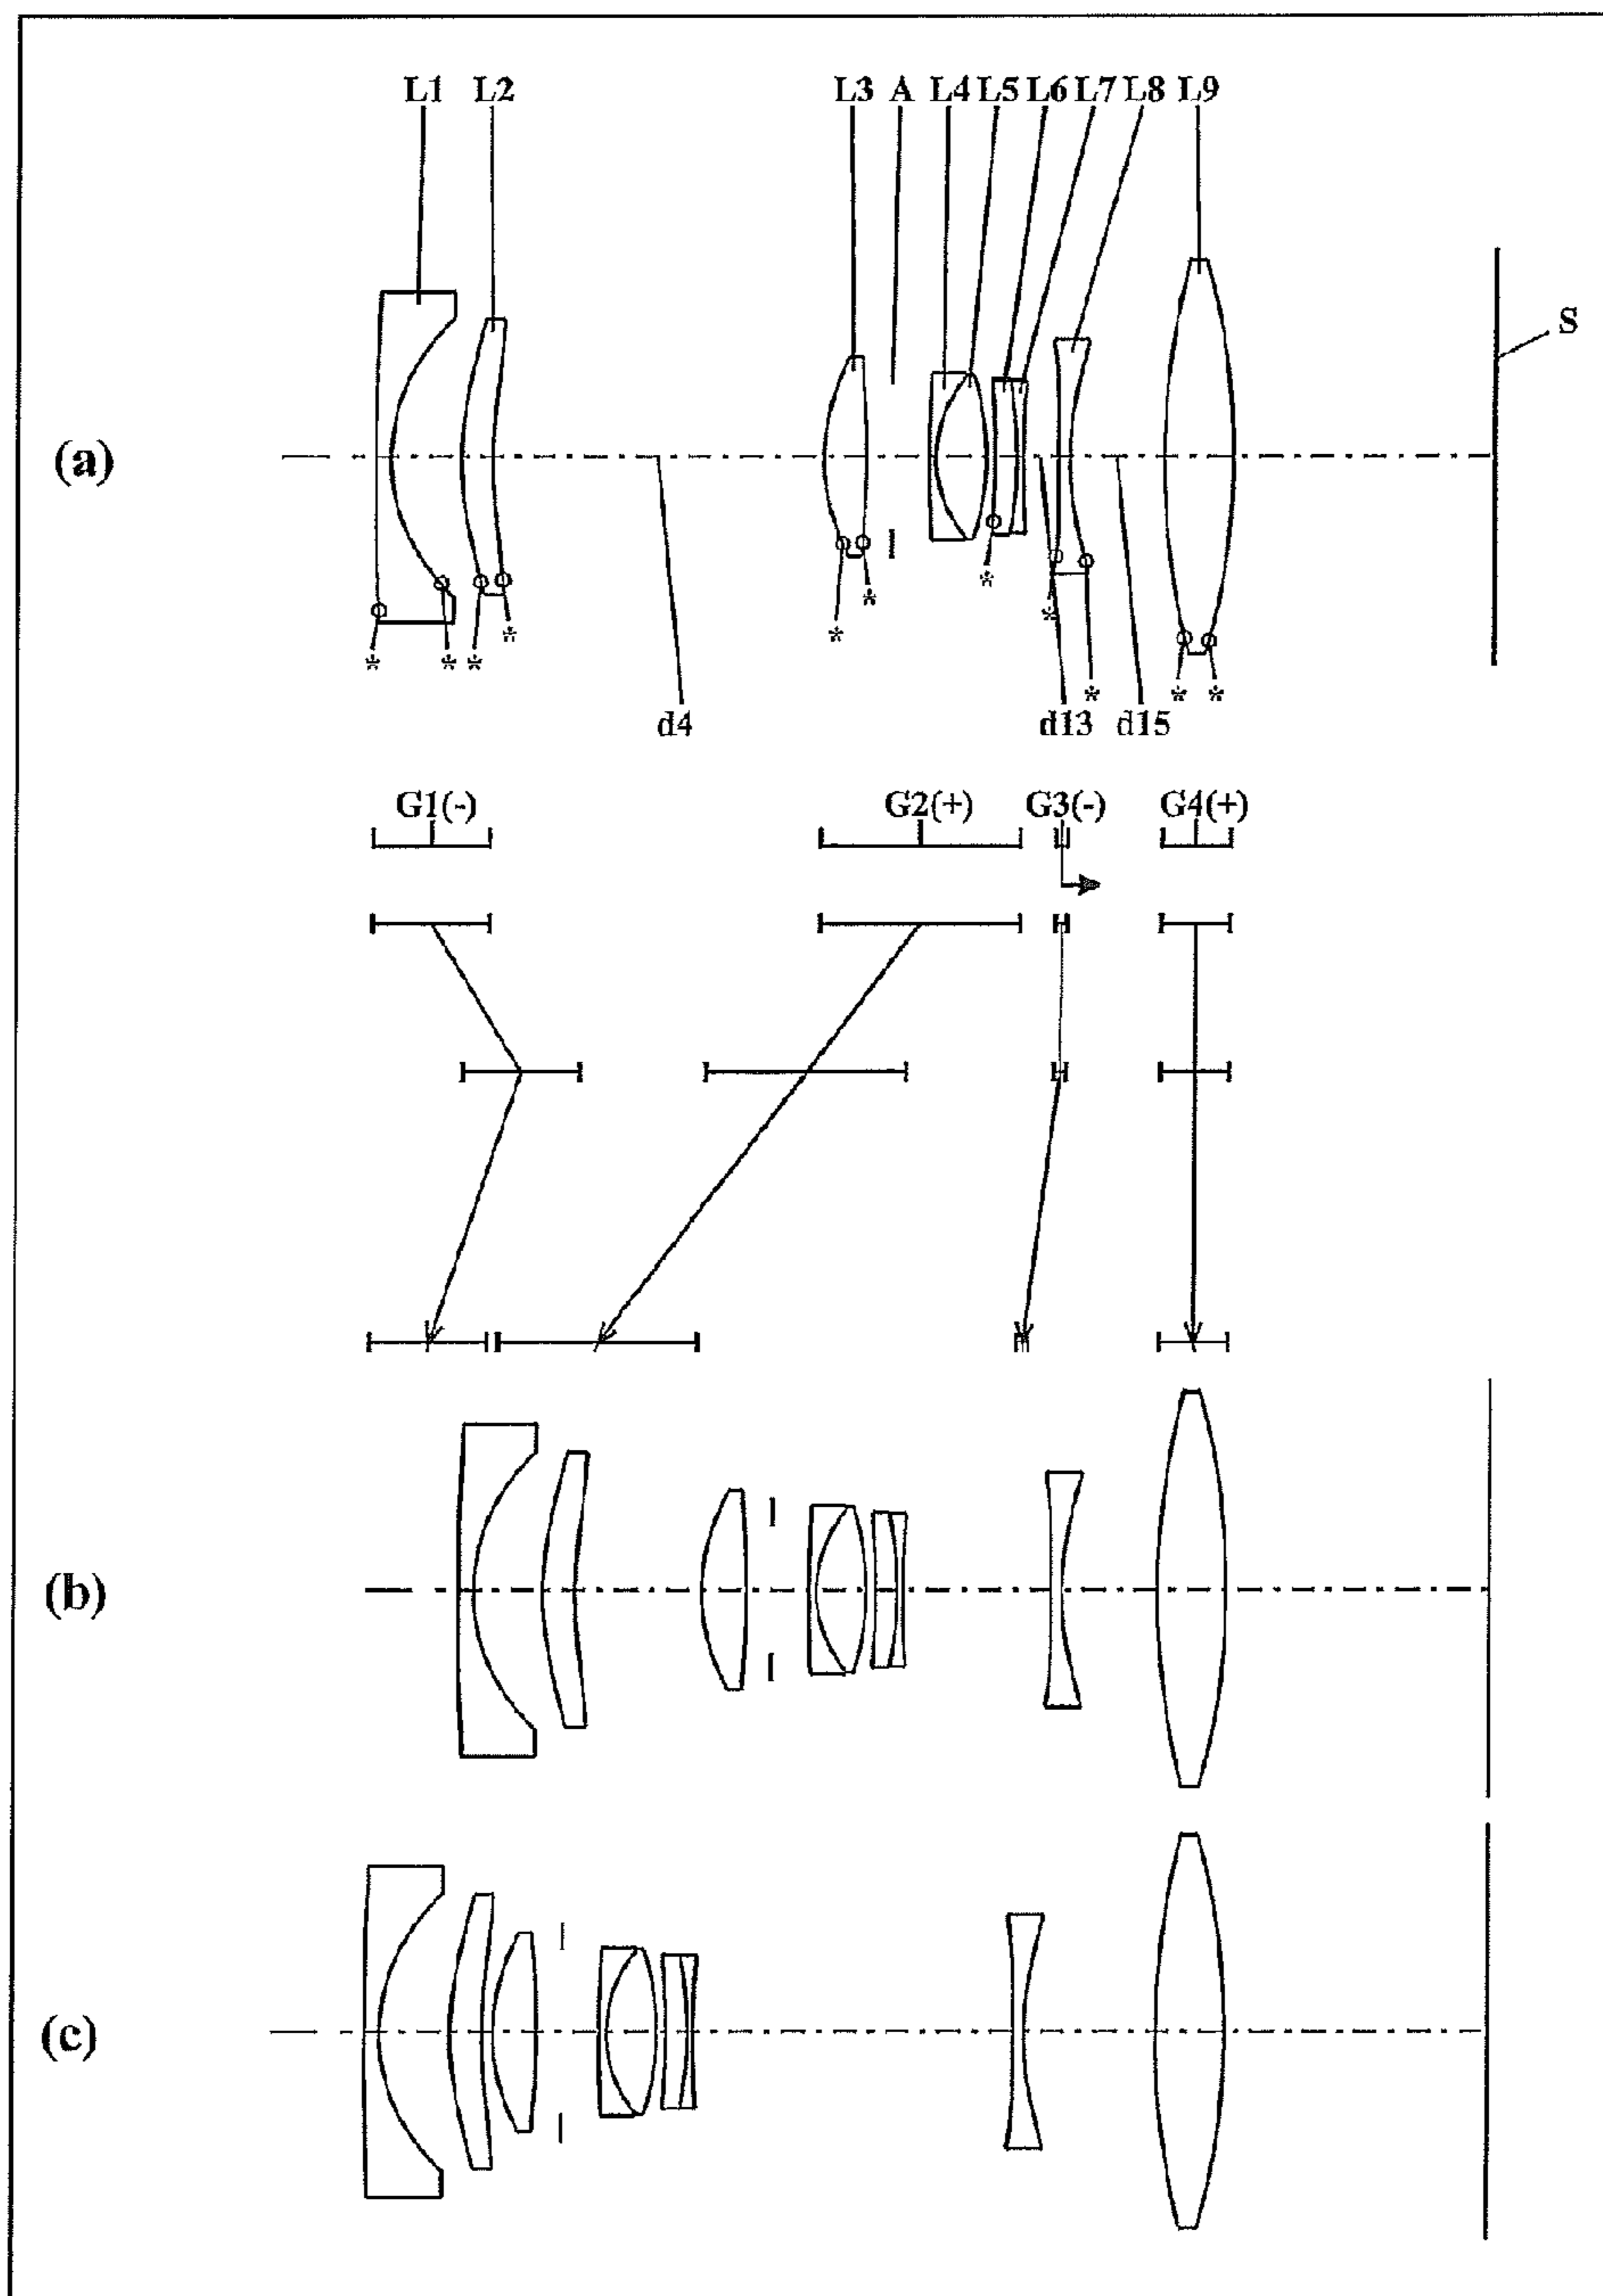 L1 L2 L3 A L4 L5 L6 L7 L8 L9
S
(a)
* * * * * * * * * * * *
d4 d13 d15
G1(-) G2(+) G3(-) G4(+)
(b)
(c)